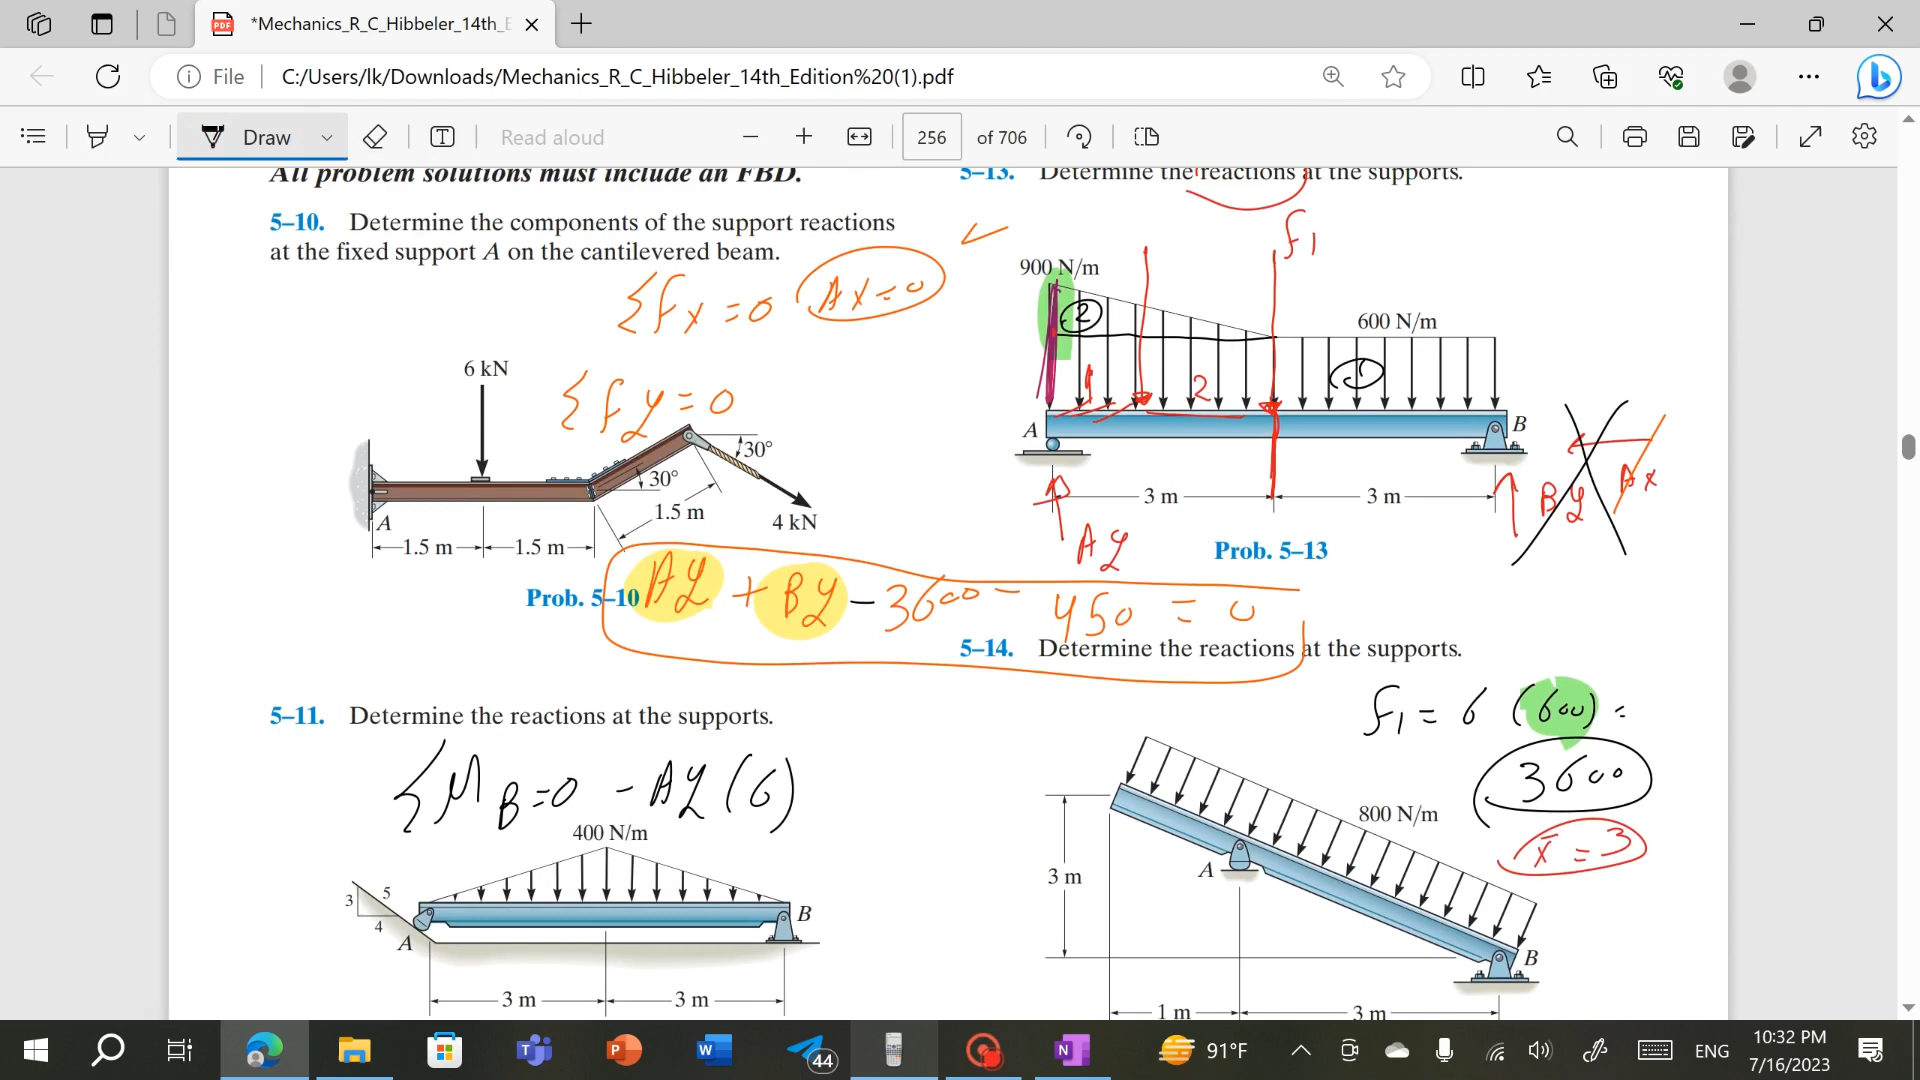 *Mechanics_R_C_Hibbeler_14th_E
File
C:/Users/lk/Downloads/Mechanics_R_C_Hibbeler_14th_Edition%20(1).pdf
Draw
Read aloud
256 of 706
All problem solutions must include an FBD.
5–10. Determine the components of the support reactions
at the fixed support A on the cantilevered beam.
ΣFx = 0 Ax=0
ΣFy = 0
6 kN
30°
30°
1.5 m
4 kN
A
1.5 m
1.5 m
Prob. 5–10
Ay + By - 3600 - 450 = 0
5–11. Determine the reactions at the supports.
ΣMB=0 -Ay(6)
400 N/m
3
5
4
A
B
3 m
3 m
5–13. Determine the reactions at the supports.
F1
900 N/m
2
600 N/m
1
1
2
A
B
By
Ax
3 m
3 m
Ay
Prob. 5–13
5–14. Determine the reactions at the supports.
F1 = 6 (600) =
3600
x̄ = 3
800 N/m
3 m
A
B
1 m
3 m
44
91°F
ENG
10:32 PM
7/16/2023